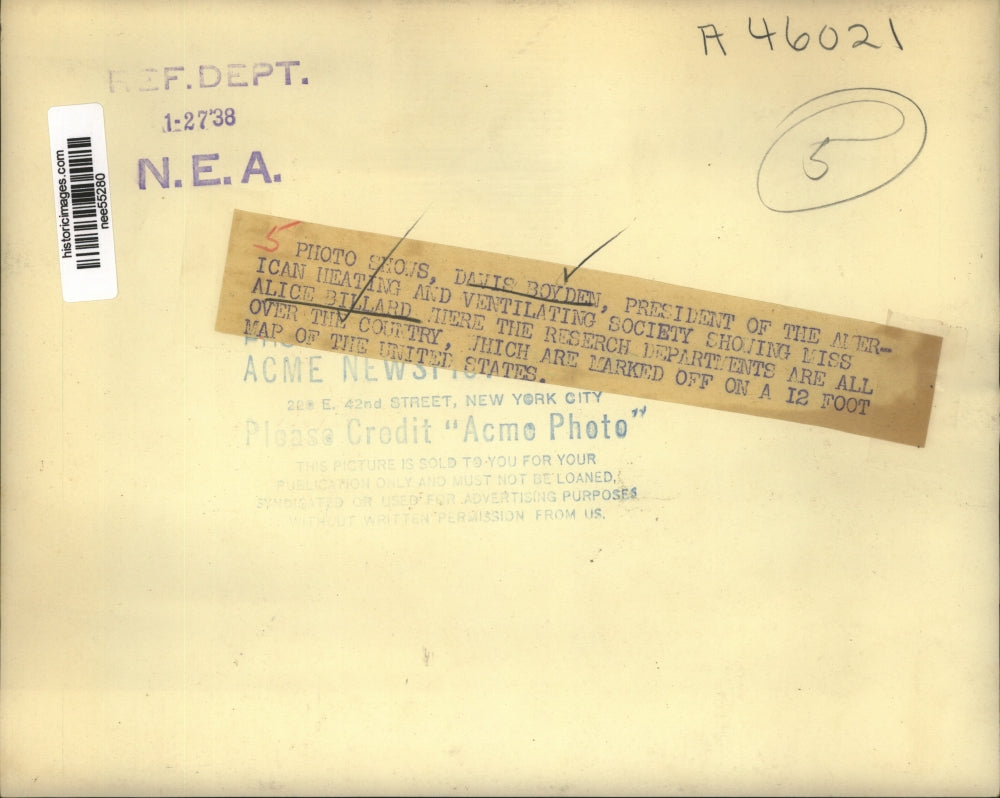 A 46021
REF. DEPT.
1-27'38
N. E. A.
5
historicimages.com
nee55280
5 PHOTO SHOWS, DAVIS BOYDEN, PRESIDENT OF THE AMER-
ICAN HEATING AND VENTILATING SOCIETY SHOWING MISS
ALICE BILLARD WHERE THE RESERCH DEPARTMENTS ARE ALL
OVER THE COUNTRY, WHICH ARE MARKED OFF ON A 12 FOOT
MAP OF THE UNITED STATES.
ACME
220 E. 42nd STREET, NEW YORK CITY
Please Credit "Acme Photo"
THIS PICTURE IS SOLD TO YOU FOR YOUR
PUBLICATION ONLY AND MUST NOT BE LOANED,
SYNDICATED OR USED FOR ADVERTISING PURPOSES
WITHOUT WRITTEN PERMISSION FROM US.